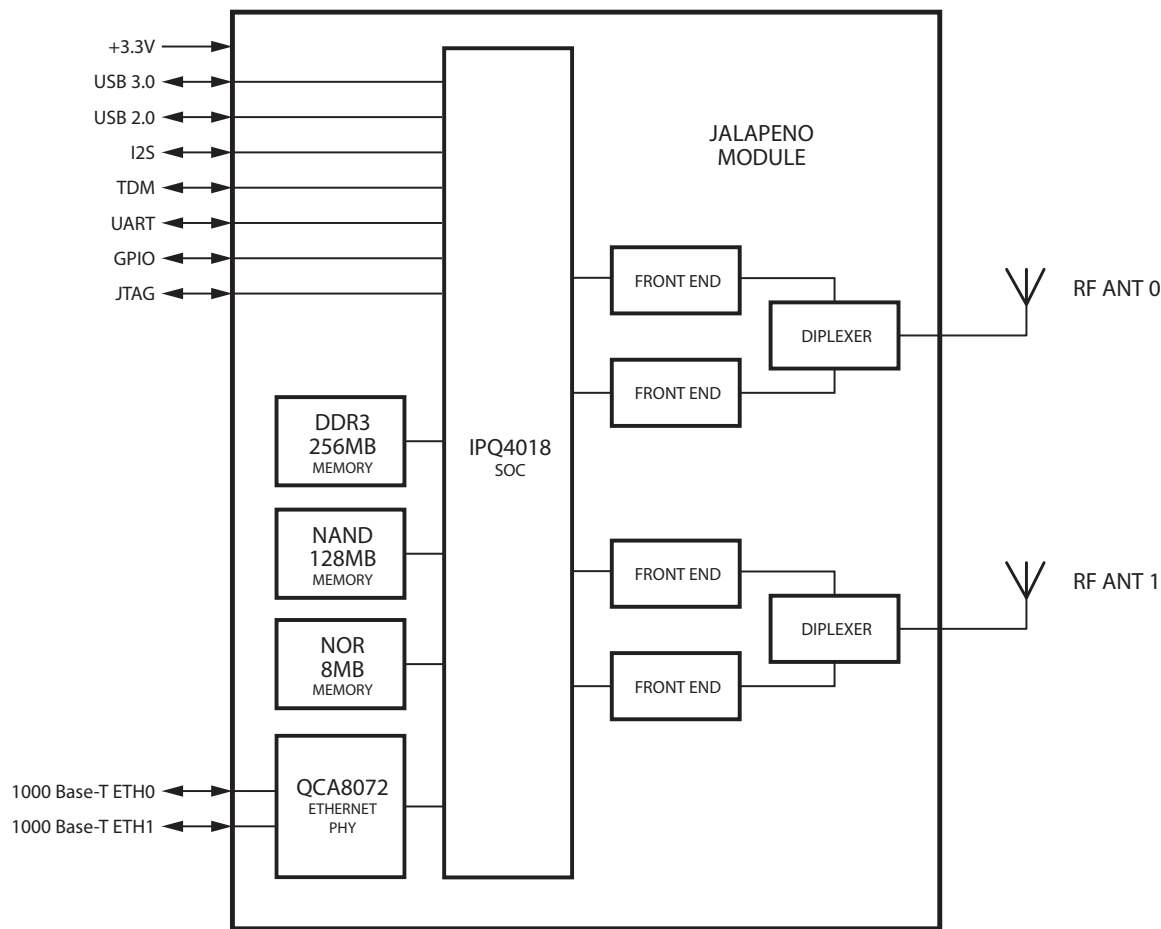 +3.3V
USB 3.0
USB 2.0
I2S
TDM
UART
GPIO
JTAG
JALAPENO
MODULE
FRONT END
DIPLEXER
RF ANT 0
FRONT END
DDR3
256MB
MEMORY
IPQ4018
SOC
NAND
128MB
MEMORY
FRONT END
DIPLEXER
RF ANT 1
FRONT END
NOR
8MB
MEMORY
QCA8072
ETHERNET
PHY
1000 Base-T ETH0
1000 Base-T ETH1